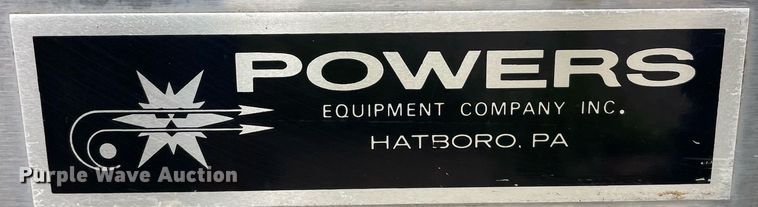 POWERS
EQUIPMENT COMPANY INC.
HATBORO, PA
Purple Wave Auction